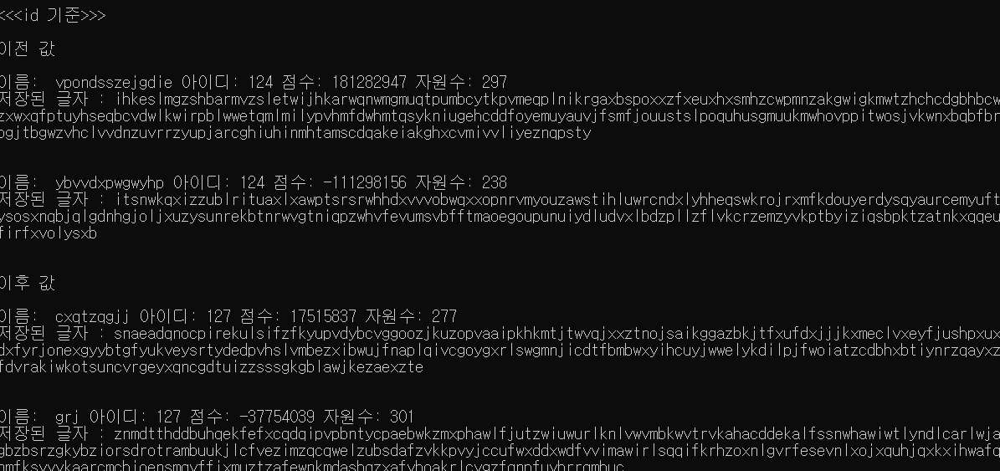 <<<id 기준>>>
이전 값
이름:  vpondsszejgdie 아이디: 124 점수: 181282947 자원수: 297
저장된 글자 : ihkeslmgzshbarmvzsletwijhkarwqnwmgmuqtpumbcytkpvmeqplnikrgaxbspoxxzfxeuxhxsmhzcwpmnzakgwigkmwtzhchcdgbhbcw
zxwxqfptuyhseqbcvdwlkwirpblwwetqmlmilypvhmfdwhmtqsykniugehcddfoyemuyauvjfsmfjouustslpoquhusgmuukmwhovppitwosjvkwnxbqbfbr
ogjtbgwzvhclvvdnzuvrrzyupjarcghiuhinmhtamscdqakeiakghxcvmivvliyeznqpsty
이름:  ybvvdxpwgwyhp 아이디: 124 점수: -111298156 자원수: 238
저장된 글자 : itsnwkqxizzublrituaxlxawptsrsrwhhdxvvvobwqxxopnrvmyouzawstihluwrcndxlyhheqswkrojrxmfkdouyerdysqyaurcemyuft
ysosxnqbjqlgdnhgjoljxuzysunrekbtnrwvgtniqpzwhvfevumsvbfftmaoegoupunuiydludvxlbdzpllzflvkcrzemzyvkptbyiziqsbpktzatnkxqqeu
firfxvolysxb
이후 값
이름:  cxqtzqgjj 아이디: 127 점수: 17515837 자원수: 277
저장된 글자 : snaeadqnocpirekulsifzfkyupvdybcvggoozjkuzopvaaipkhkmtjtwvqjxxztnojsaikggazbkjtfxufdxjjjkxmeclvxeyfjushpxux
dxfyrjonexgyybtgfyukveysrtydedpvhslvmbezxibwujfnaplqivcgoygxrlswgmnjicdtfbmbwxyihcuyjwwelykdilpjfwoiatzcdbhxbtiynrzqayxz
fdvrakiwkotsuncvrgeyxqncgdtuizzsssgkgblawjkezaexzte
이름:  grj 아이디: 127 점수: -37754039 자원수: 301
저장된 글자 : znmdtthddbuhqekfefxcqdqipvpbntycpaebwkzmxphawlfjutzwiuwurlknlvwvmbkwvtrvkahacddekalfssnwhawiwtlyndlcarlwja
gbzbsrzgkybziorsdrotrambuukjlcfvezimzqcqwelzubsdafzvkkpvyjccufwxddxwdfvvimawirlsqqifkrhzoxnlgvrfesevnlxojxquhjqxkxihwafq